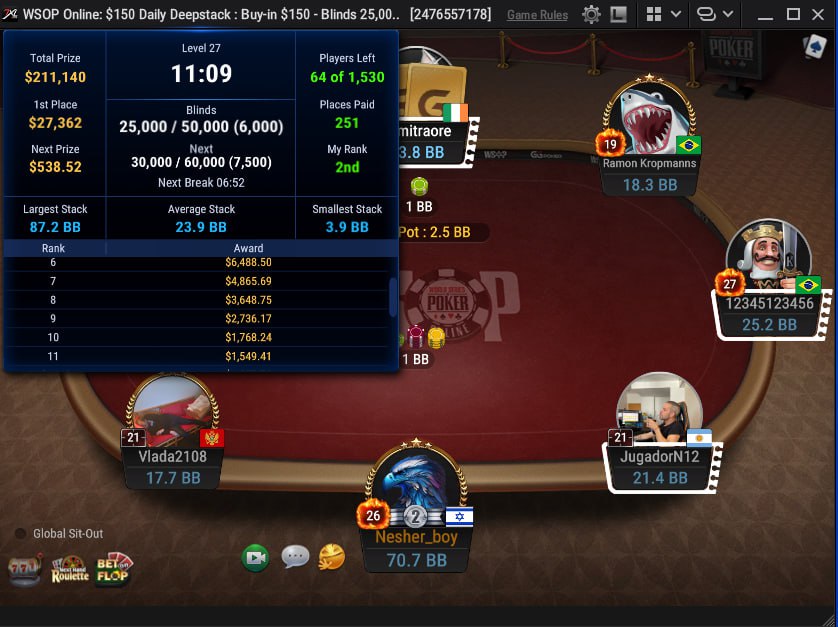 WSOP Online: $150 Daily Deepstack : Buy-in $150 - Blinds 25,00.. [2476557178] Game Rules
Total Prize
$211,140
1st Place
$27,362
Next Prize
$538.52
Level 27
11:09
Blinds
25,000 / 50,000 (6,000)
Next
30,000 / 60,000 (7,500)
Next Break 06:52
Players Left
64 of 1,530
Places Paid
251
My Rank
2nd
Largest Stack
87.2 BB
Average Stack
23.9 BB
Smallest Stack
3.9 BB
Rank Award
6 $6,488.50
7 $4,865.69
8 $3,648.75
9 $2,736.17
10 $1,768.24
11 $1,549.41
POKER
G
mitraore
3.8 BB
WSOP
19
Ramon Kropmanns
18.3 BB
1 BB
Pot : 2.5 BB
27
K
12345123456
25.2 BB
WORLD SERIES
POKER
ONLINE
P
1 BB
21
Vlada2108
17.7 BB
21
JugadorN12
21.4 BB
26
2
Nesher_boy
70.7 BB
Global Sit-Out
777
Next Hand
Roulette
BET on
FLOP